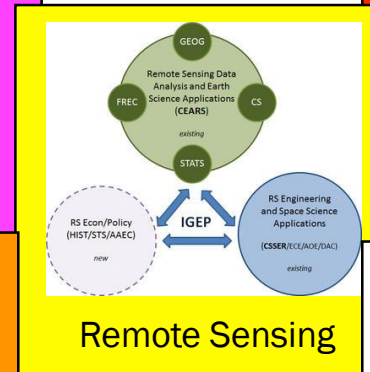 GEOG
Remote Sensing Data
Analysis and Earth
Science Applications
(CEARS)
existing
FREC
CS
STATS
IGEP
RS Econ/Policy
(HIST/STS/AAEC)
new
RS Engineering
and Space Science
Applications
(CSSER/ECE/AOE/DAC)
existing
Remote Sensing